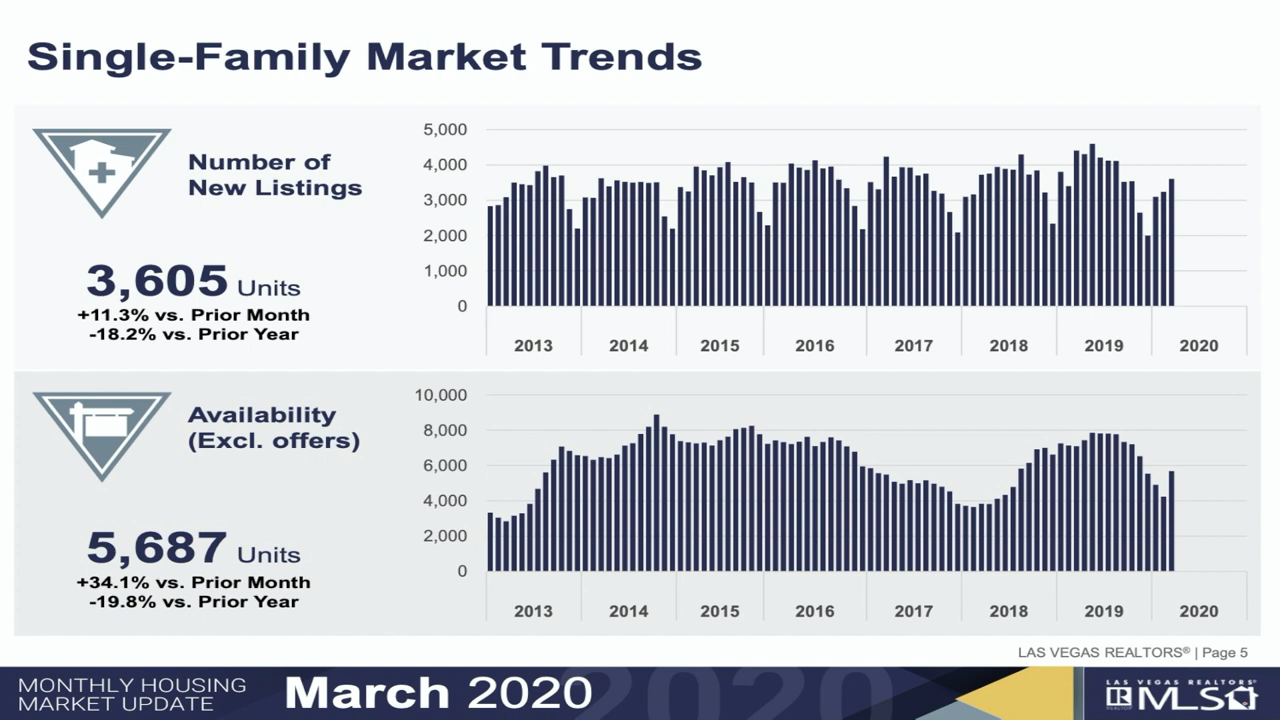 Single-Family Market Trends
Number of
New Listings
3,605 Units
+11.3% vs. Prior Month
-18.2% vs. Prior Year
5,000
4,000
3,000
2,000
1,000
0
2013 2014 2015 2016 2017 2018 2019 2020
Availability
(Excl. offers)
5,687 Units
+34.1% vs. Prior Month
-19.8% vs. Prior Year
10,000
8,000
6,000
4,000
2,000
0
2013 2014 2015 2016 2017 2018 2019 2020
LAS VEGAS REALTORS® | Page 5
MONTHLY HOUSING
MARKET UPDATE
March 2020
2020
LAS VEGAS REALTORS®
REALTOR MLS